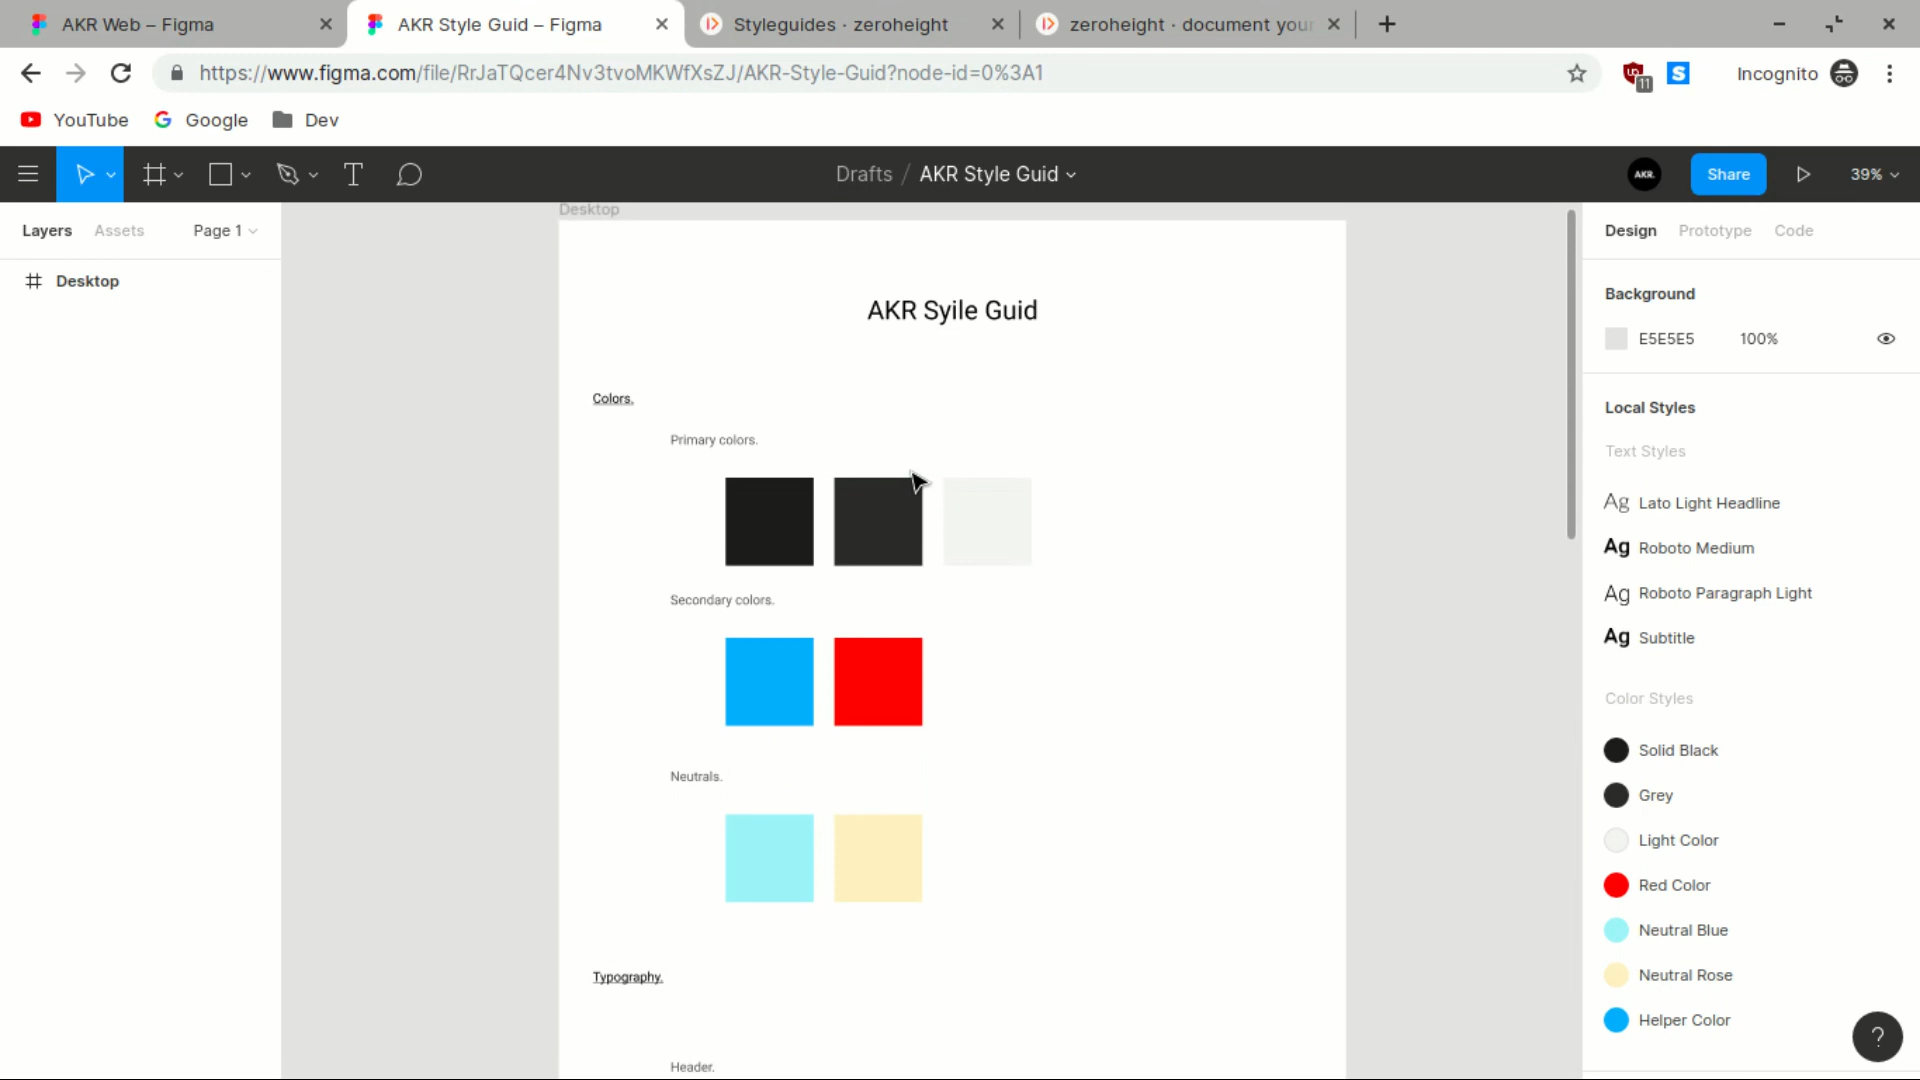 AKR Web – Figma
AKR Style Guid – Figma
Styleguides · zeroheight
zeroheight · document your
https://www.figma.com/file/RrJaTQcer4Nv3tvoMKWfXsZJ/AKR-Style-Guid?node-id=0%3A1
11
S
Incognito
YouTube
Google
Dev
Drafts / AKR Style Guid
AKR.
Share
39%
Layers
Assets
Page 1
Desktop
Desktop
AKR Syile Guid
Colors.
Primary colors.
Secondary colors.
Neutrals.
Typography.
Header.
Design
Prototype
Code
Background
E5E5E5
100%
Local Styles
Text Styles
Ag Lato Light Headline
Ag Roboto Medium
Ag Roboto Paragraph Light
Ag Subtitle
Color Styles
Solid Black
Grey
Light Color
Red Color
Neutral Blue
Neutral Rose
Helper Color
?